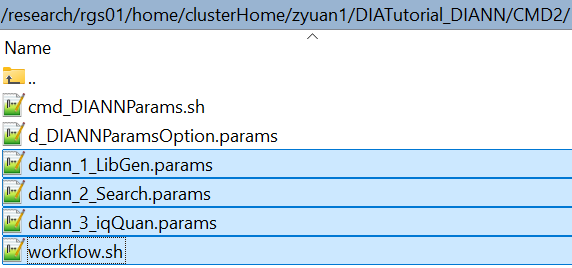 /research/rgs01/home/clusterHome/zyuan1/DIATutorial_DIANN/CMD2/
Name
..
cmd_DIANNParams.sh
d_DIANNParamsOption.params
diann_1_LibGen.params
diann_2_Search.params
diann_3_iqQuan.params
workflow.sh